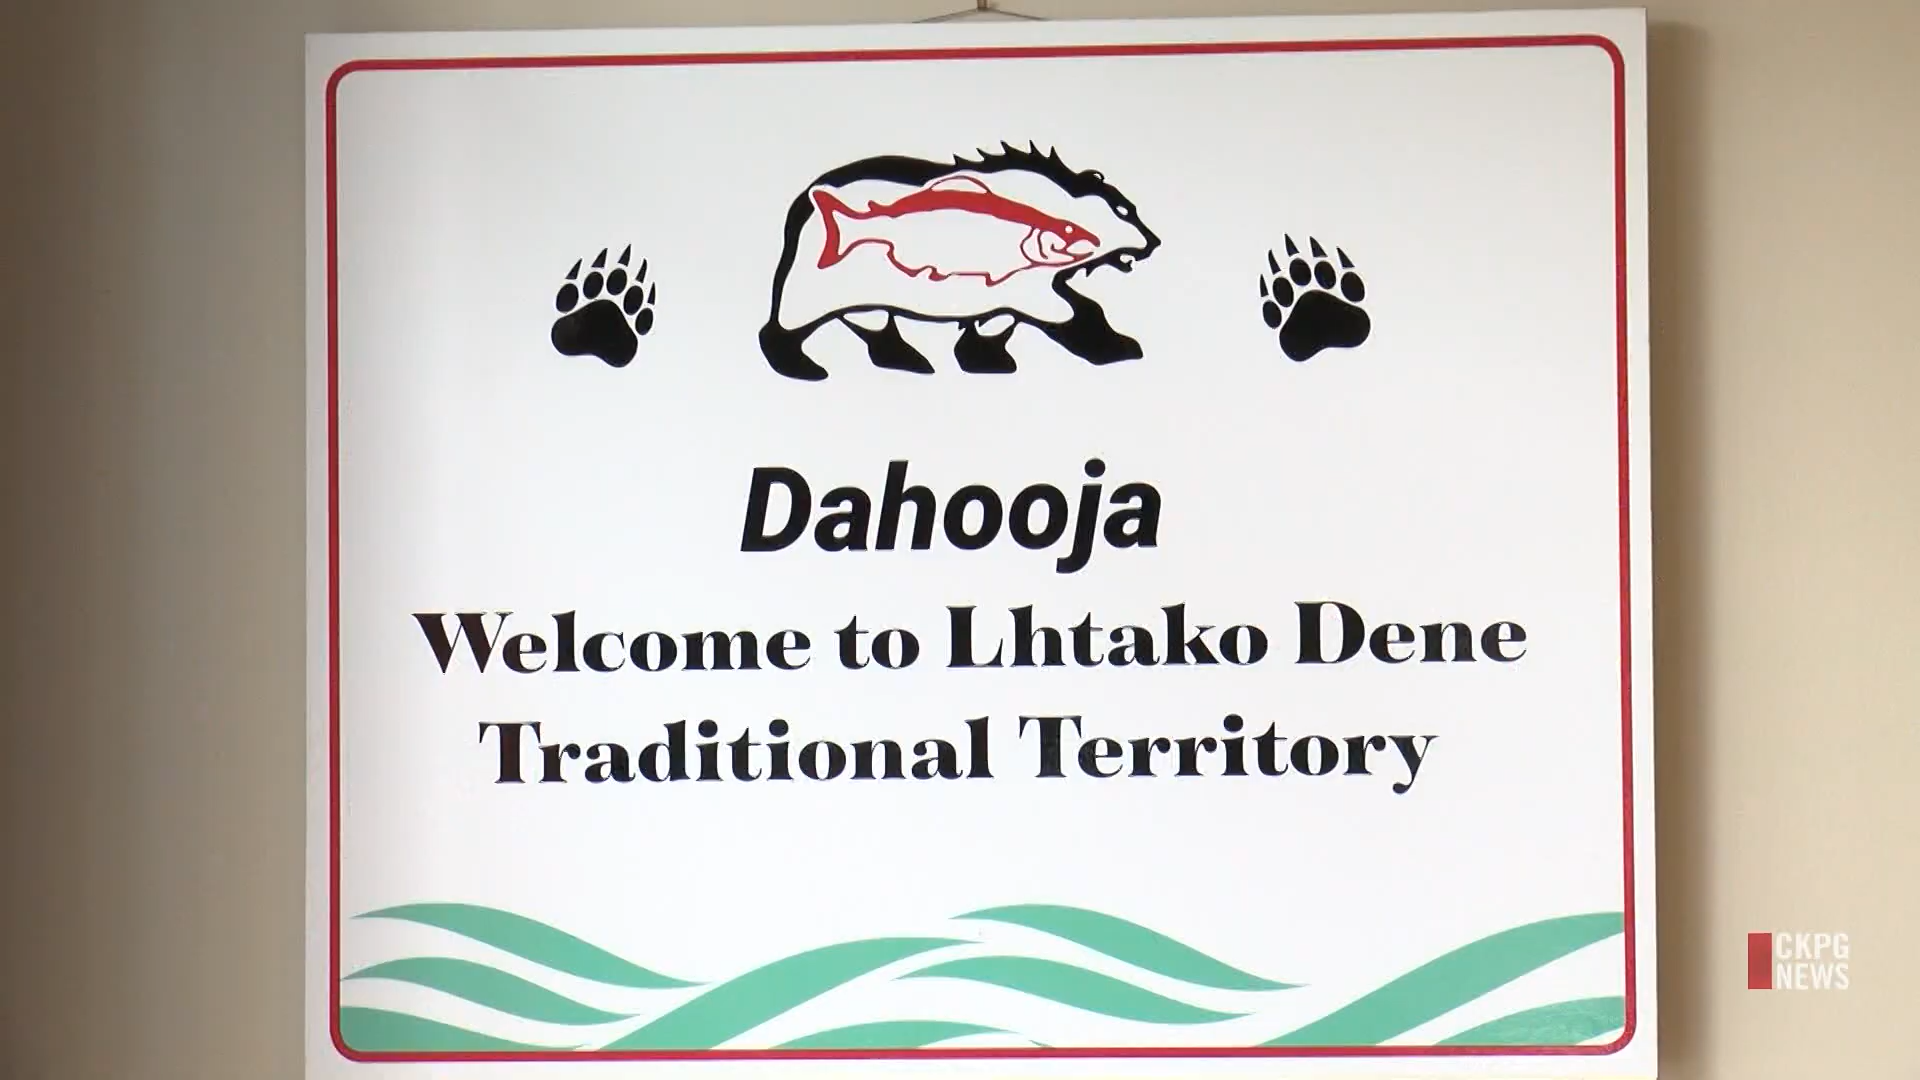 Dahooja
Welcome to Lhtako Dene
Traditional Territory
CKPG
NEWS